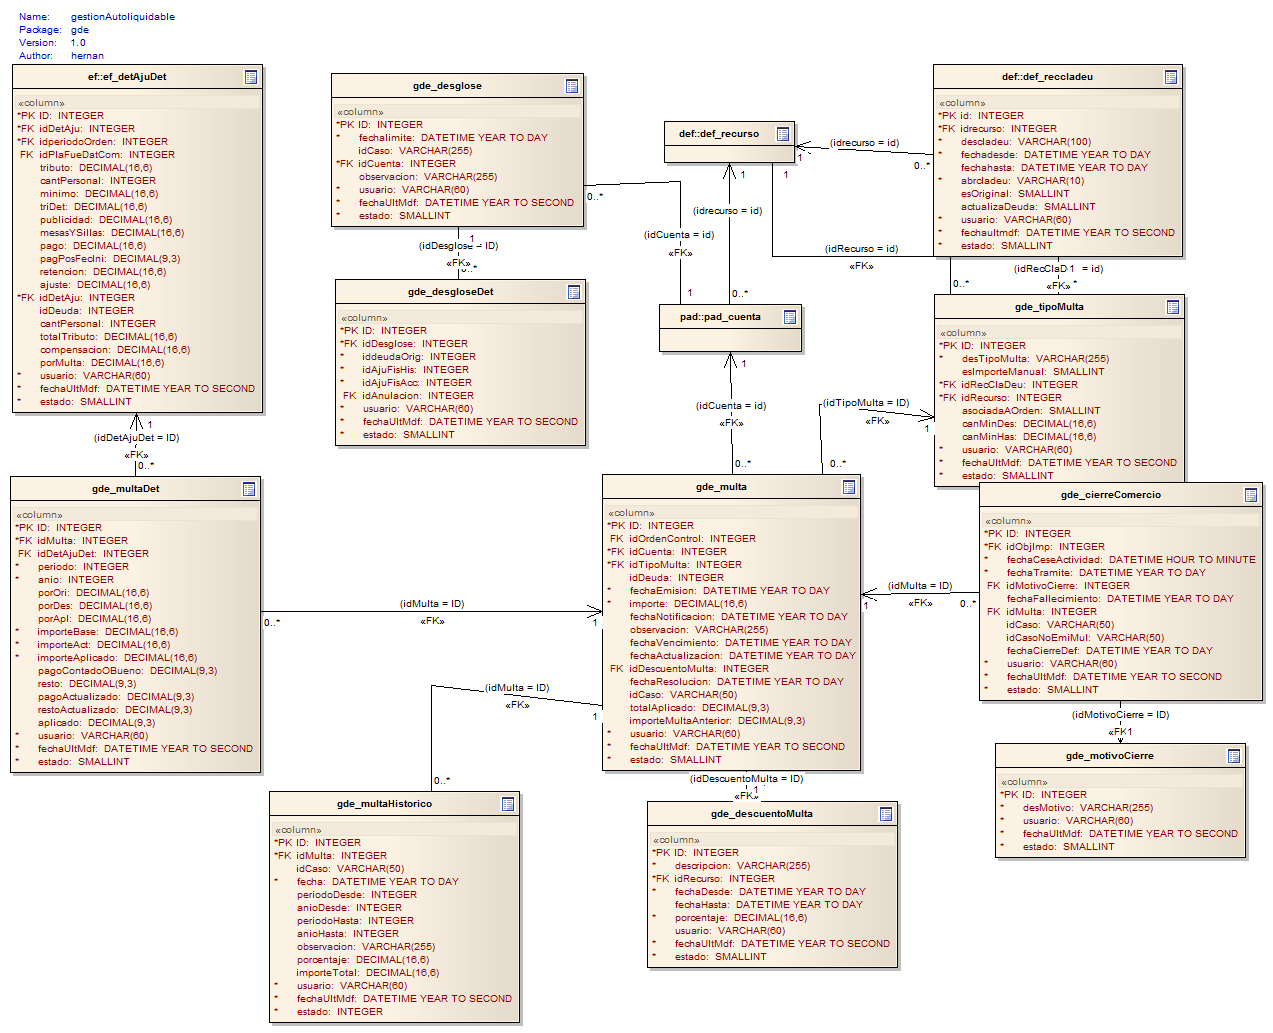 Name: gestionAutoliquidable
Package: gde
Version: 1.0
Author: hernan
ef::ef_detAjuDet
«column»
*PK ID: INTEGER
*FK idDetAju: INTEGER
*FK idperiodoOrden: INTEGER
FK idPlaFueDatCom: INTEGER
tributo: DECIMAL(16,6)
cantPersonal: INTEGER
minimo: DECIMAL(16,6)
triDet: DECIMAL(16,6)
publicidad: DECIMAL(16,6)
mesasYSillas: DECIMAL(16,6)
pago: DECIMAL(16,6)
pagPosFecIni: DECIMAL(9,3)
retencion: DECIMAL(16,6)
ajuste: DECIMAL(16,6)
*FK idDetAju: INTEGER
idDeuda: INTEGER
cantPersonal: INTEGER
totalTributo: DECIMAL(16,6)
compensacion: DECIMAL(16,6)
porMulta: DECIMAL(16,6)
* usuario: VARCHAR(60)
* fechaUltMdf: DATETIME YEAR TO SECOND
* estado: SMALLINT
gde_desglose
«column»
*PK ID: INTEGER
* fechalimite: DATETIME YEAR TO DAY
idCaso: VARCHAR(255)
*FK idCuenta: INTEGER
observacion: VARCHAR(255)
* usuario: VARCHAR(60)
* fechaUltMdf: DATETIME YEAR TO SECOND
* estado: SMALLINT
def::def_recurso
def::def_reccladeu
«column»
*PK id: INTEGER
*FK idrecurso: INTEGER
* descladeu: VARCHAR(100)
* fechadesde: DATETIME YEAR TO DAY
fechahasta: DATETIME YEAR TO DAY
* abrcladeu: VARCHAR(10)
esOriginal: SMALLINT
actualizaDeuda: SMALLINT
* usuario: VARCHAR(60)
* fechaultmdf: DATETIME YEAR TO SECOND
* estado: SMALLINT
(idrecurso = id)
1
0..*
1
1
(idrecurso = id)
0..*
(idRecurso = id)
«FK»
0..*
(idRecClaD 1 = id)
«FK» *
0..*
(idCuenta = id)
«FK»
1
1
(idDesglose = ID)
«FK»
0..*
gde_desgloseDet
«column»
*PK ID: INTEGER
*FK idDesglose: INTEGER
* iddeudaOrig: INTEGER
* idAjuFisHis: INTEGER
* idAjuFisAcc: INTEGER
FK idAnulacion: INTEGER
* usuario: VARCHAR(60)
* fechaUltMdf: DATETIME YEAR TO SECOND
* estado: SMALLINT
pad::pad_cuenta
1
(idCuenta = id)
«FK»
0..*
(idTipoMulta = ID)
«FK»
1
0..*
gde_tipoMulta
«column»
*PK ID: INTEGER
* desTipoMulta: VARCHAR(255)
esImporteManual: SMALLINT
*FK idRecClaDeu: INTEGER
*FK idRecurso: INTEGER
asociadaAOrden: SMALLINT
canMinDes: DECIMAL(16,6)
canMinHas: DECIMAL(16,6)
* usuario: VARCHAR(60)
* fechaUltMdf: DATETIME YEAR TO SECOND
* estado: SMALLINT
1
(idDetAjuDet = ID)
«FK»
0..*
gde_multaDet
«column»
*PK ID: INTEGER
*FK idMulta: INTEGER
FK idDetAjuDet: INTEGER
* periodo: INTEGER
* anio: INTEGER
porOri: DECIMAL(16,6)
porDes: DECIMAL(16,6)
porApl: DECIMAL(16,6)
* importeBase: DECIMAL(16,6)
* importeAct: DECIMAL(16,6)
* importeAplicado: DECIMAL(16,6)
pagoContadoOBueno: DECIMAL(9,3)
resto: DECIMAL(9,3)
pagoActualizado: DECIMAL(9,3)
restoActualizado: DECIMAL(9,3)
aplicado: DECIMAL(9,3)
* usuario: VARCHAR(60)
* fechaUltMdf: DATETIME YEAR TO SECOND
* estado: SMALLINT
(idMulta = ID)
«FK»
0..*
1
gde_multa
«column»
*PK ID: INTEGER
FK idOrdenControl: INTEGER
*FK idCuenta: INTEGER
*FK idTipoMulta: INTEGER
idDeuda: INTEGER
* fechaEmision: DATETIME YEAR TO DAY
* importe: DECIMAL(16,6)
fechaNotificacion: DATETIME YEAR TO DAY
observacion: VARCHAR(255)
fechaVencimiento: DATETIME YEAR TO DAY
fechaActualizacion: DATETIME YEAR TO DAY
FK idDescuentoMulta: INTEGER
fechaResolucion: DATETIME YEAR TO DAY
idCaso: VARCHAR(50)
totalAplicado: DECIMAL(9,3)
importeMultaAnterior: DECIMAL(9,3)
* usuario: VARCHAR(60)
* fechaUltMdf: DATETIME YEAR TO SECOND
* estado: SMALLINT
(idMulta = ID)
«FK»
1
0..*
gde_cierreComercio
«column»
*PK ID: INTEGER
*FK idObjImp: INTEGER
* fechaCeseActividad: DATETIME HOUR TO MINUTE
* fechaTramite: DATETIME YEAR TO DAY
FK idMotivoCierre: INTEGER
fechaFallecimiento: DATETIME YEAR TO DAY
FK idMulta: INTEGER
idCaso: VARCHAR(50)
idCasoNoEmiMul: VARCHAR(50)
fechaCierreDef: DATETIME YEAR TO DAY
* usuario: VARCHAR(60)
* fechaUltMdf: DATETIME YEAR TO SECOND
* estado: SMALLINT
(idMotivoCierre = ID)
«FK1
gde_motivoCierre
«column»
*PK ID: INTEGER
* desMotivo: VARCHAR(255)
* usuario: VARCHAR(60)
* fechaUltMdf: DATETIME YEAR TO SECOND
* estado: SMALLINT
(idMulta = ID)
«FK»
1
0..*
gde_multaHistorico
«column»
*PK ID: INTEGER
*FK idMulta: INTEGER
idCaso: VARCHAR(50)
* fecha: DATETIME YEAR TO DAY
periodoDesde: INTEGER
anioDesde: INTEGER
periodoHasta: INTEGER
anioHasta: INTEGER
observacion: VARCHAR(255)
porcentaje: DECIMAL(16,6)
importeTotal: DECIMAL(16,6)
* usuario: VARCHAR(60)
* fechaUltMdf: DATETIME YEAR TO SECOND
* estado: INTEGER
(idDescuentoMulta = ID)
1
«FK»
gde_descuentoMulta
«column»
*PK ID: INTEGER
* descripcion: VARCHAR(255)
*FK idRecurso: INTEGER
* fechaDesde: DATETIME YEAR TO DAY
fechaHasta: DATETIME YEAR TO DAY
* porcentaje: DECIMAL(16,6)
usuario: VARCHAR(60)
* fechaUltMdf: DATETIME YEAR TO SECOND
* estado: SMALLINT